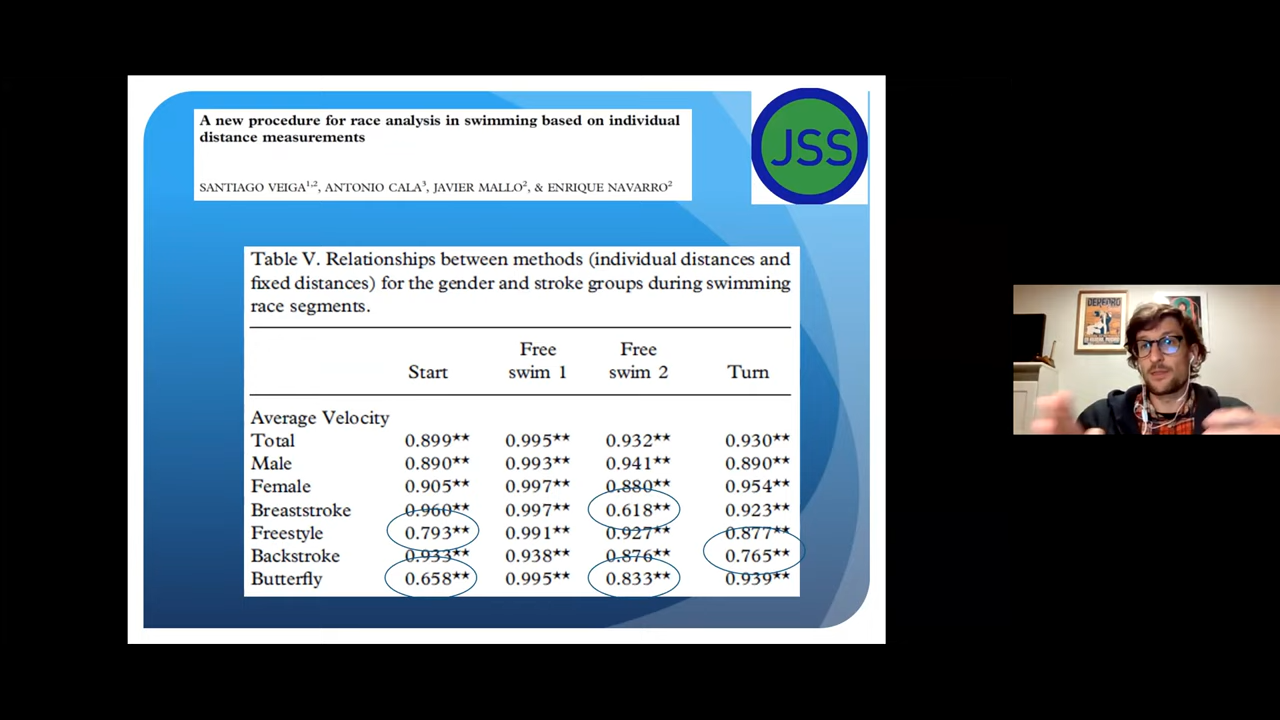 A new procedure for race analysis in swimming based on individual
distance measurements
SANTIAGO VEIGA1,2, ANTONIO CALA3, JAVIER MALLO2, & ENRIQUE NAVARRO2
JSS
Table V. Relationships between methods (individual distances and
fixed distances) for the gender and stroke groups during swimming
race segments.
Start Free swim 1 Free swim 2 Turn
Average Velocity
Total 0.899** 0.995** 0.932** 0.930**
Male 0.890** 0.993** 0.941** 0.890**
Female 0.905** 0.997** 0.880** 0.954**
Breaststroke 0.960** 0.997** 0.618** 0.923**
Freestyle 0.793** 0.991** 0.927** 0.877**
Backstroke 0.933** 0.938** 0.876** 0.765**
Butterfly 0.658** 0.995** 0.833** 0.939**
DEPFORD